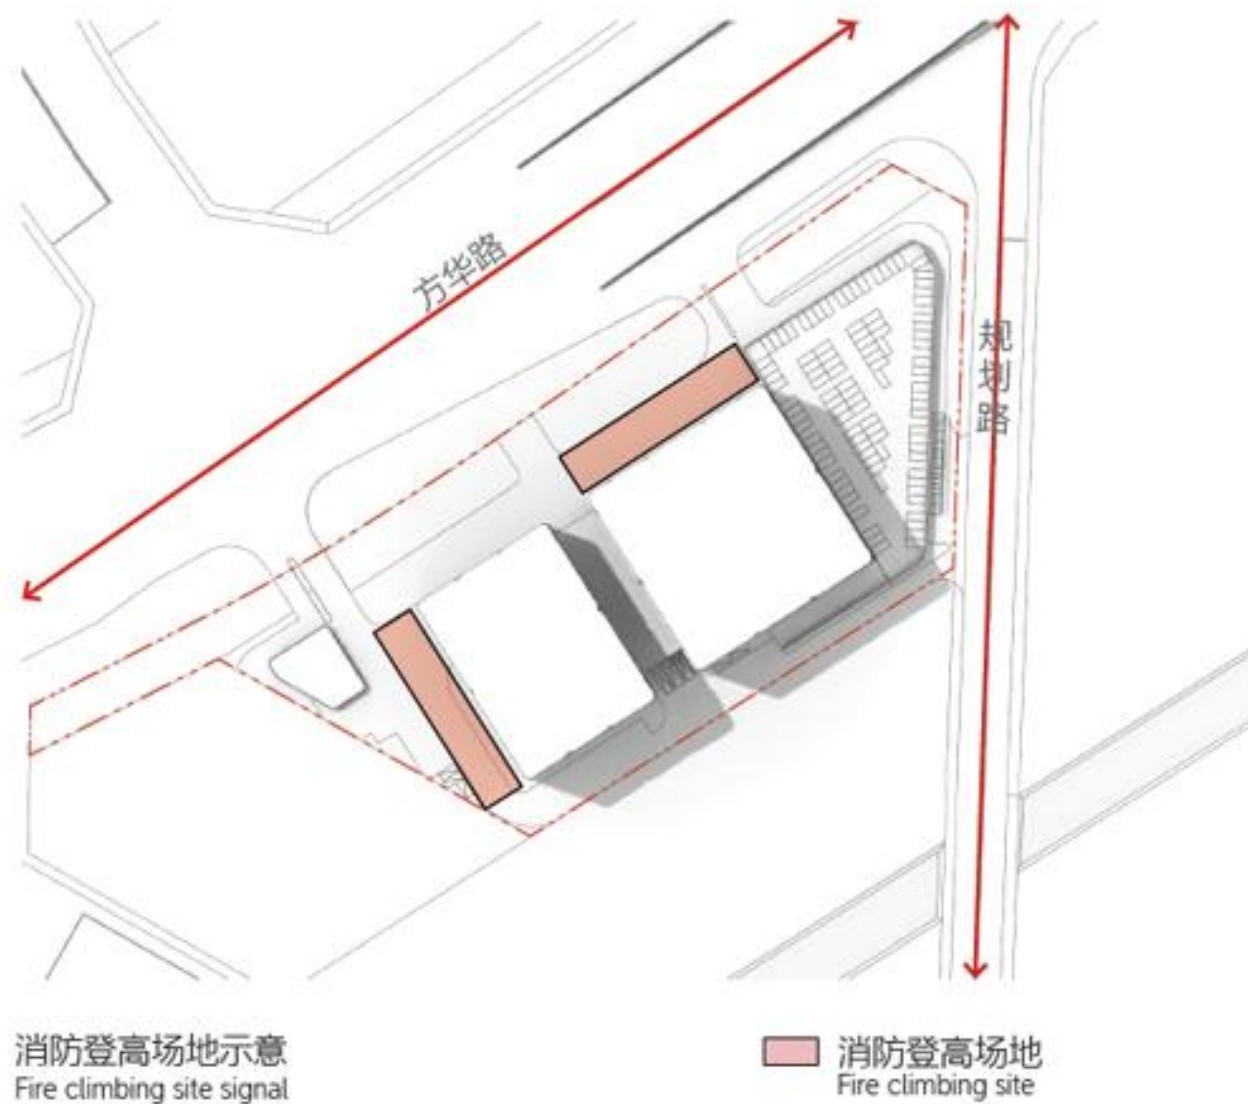 方华路
规划路
消防登高场地示意
Fire climbing site signal
消防登高场地
Fire climbing site